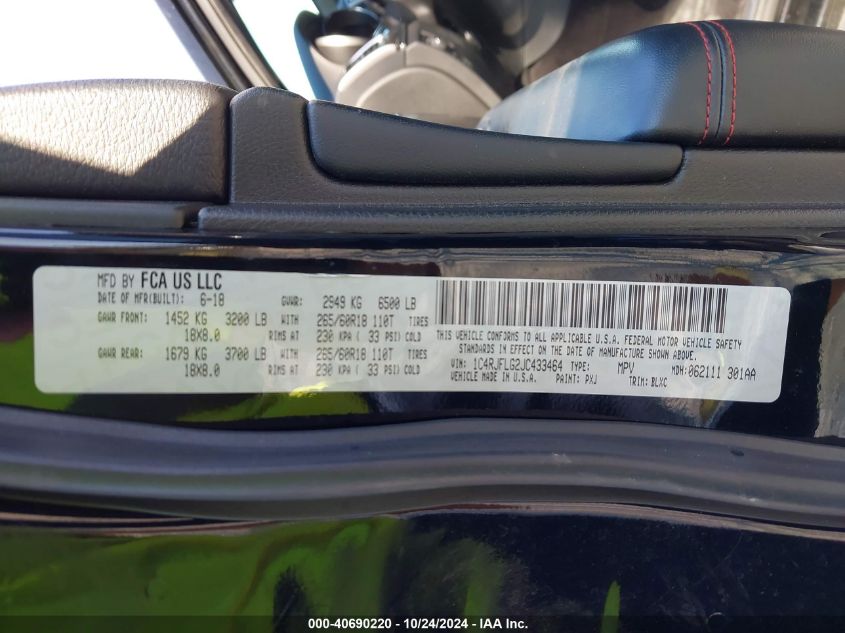 MFD BY FCA US LLC
DATE OF MFR(BUILT): 6-18 GVWR: 2949 KG 6500 LB
GAWR FRONT: 1452 KG 3200 LB WITH 265/60R18 110T TIRES
18X8.0 RIMS AT 230 KPA ( 33 PSI) COLD
GAWR REAR: 1679 KG 3700 LB WITH 265/60R18 110T TIRES
18X8.0 RIMS AT 230 KPA ( 33 PSI) COLD
THIS VEHICLE CONFORMS TO ALL APPLICABLE U.S.A. FEDERAL MOTOR VEHICLE SAFETY
STANDARDS IN EFFECT ON THE DATE OF MANUFACTURE SHOWN ABOVE.
VIN: 1C4RJFLG2JC433464 TYPE: MPV MDH: 062111 301AA
VEHICLE MADE IN U.S.A. PAINT: PXJ TRIM: BLXC
000-40690220 - 10/24/2024 - IAA Inc.